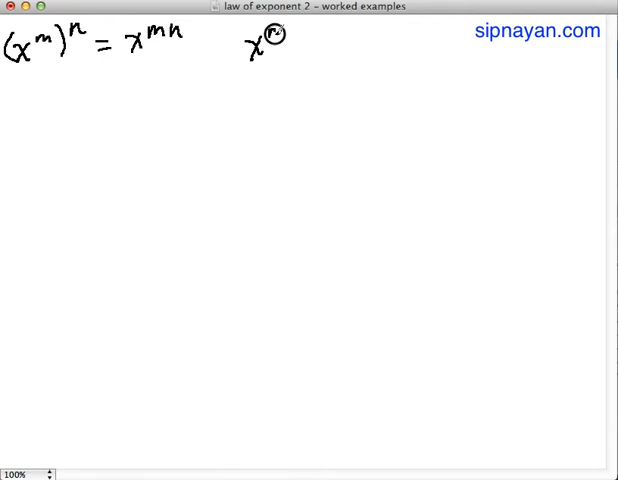 law of exponent 2 – worked examples
(x^m)^n = x^{mn} x^n
sipnayan.com
100%